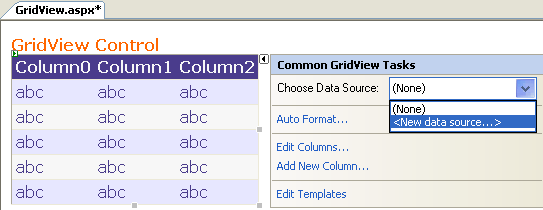 GridView.aspx*
GridView Control
Column0 Column1 Column2
abc abc abc
abc abc abc
abc abc abc
abc abc abc
abc abc abc
Common GridView Tasks
Choose Data Source: (None)
(None)
<New data source...>
Auto Format...
Edit Columns...
Add New Column...
Edit Templates